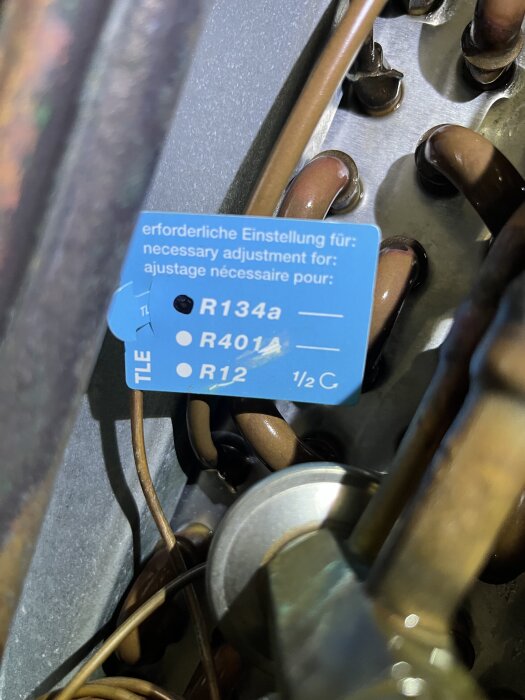 erforderliche Einstellung für:
necessary adjustment for:
ajustage nécessaire pour:
R134a
R401A
R12 1/2
TLE